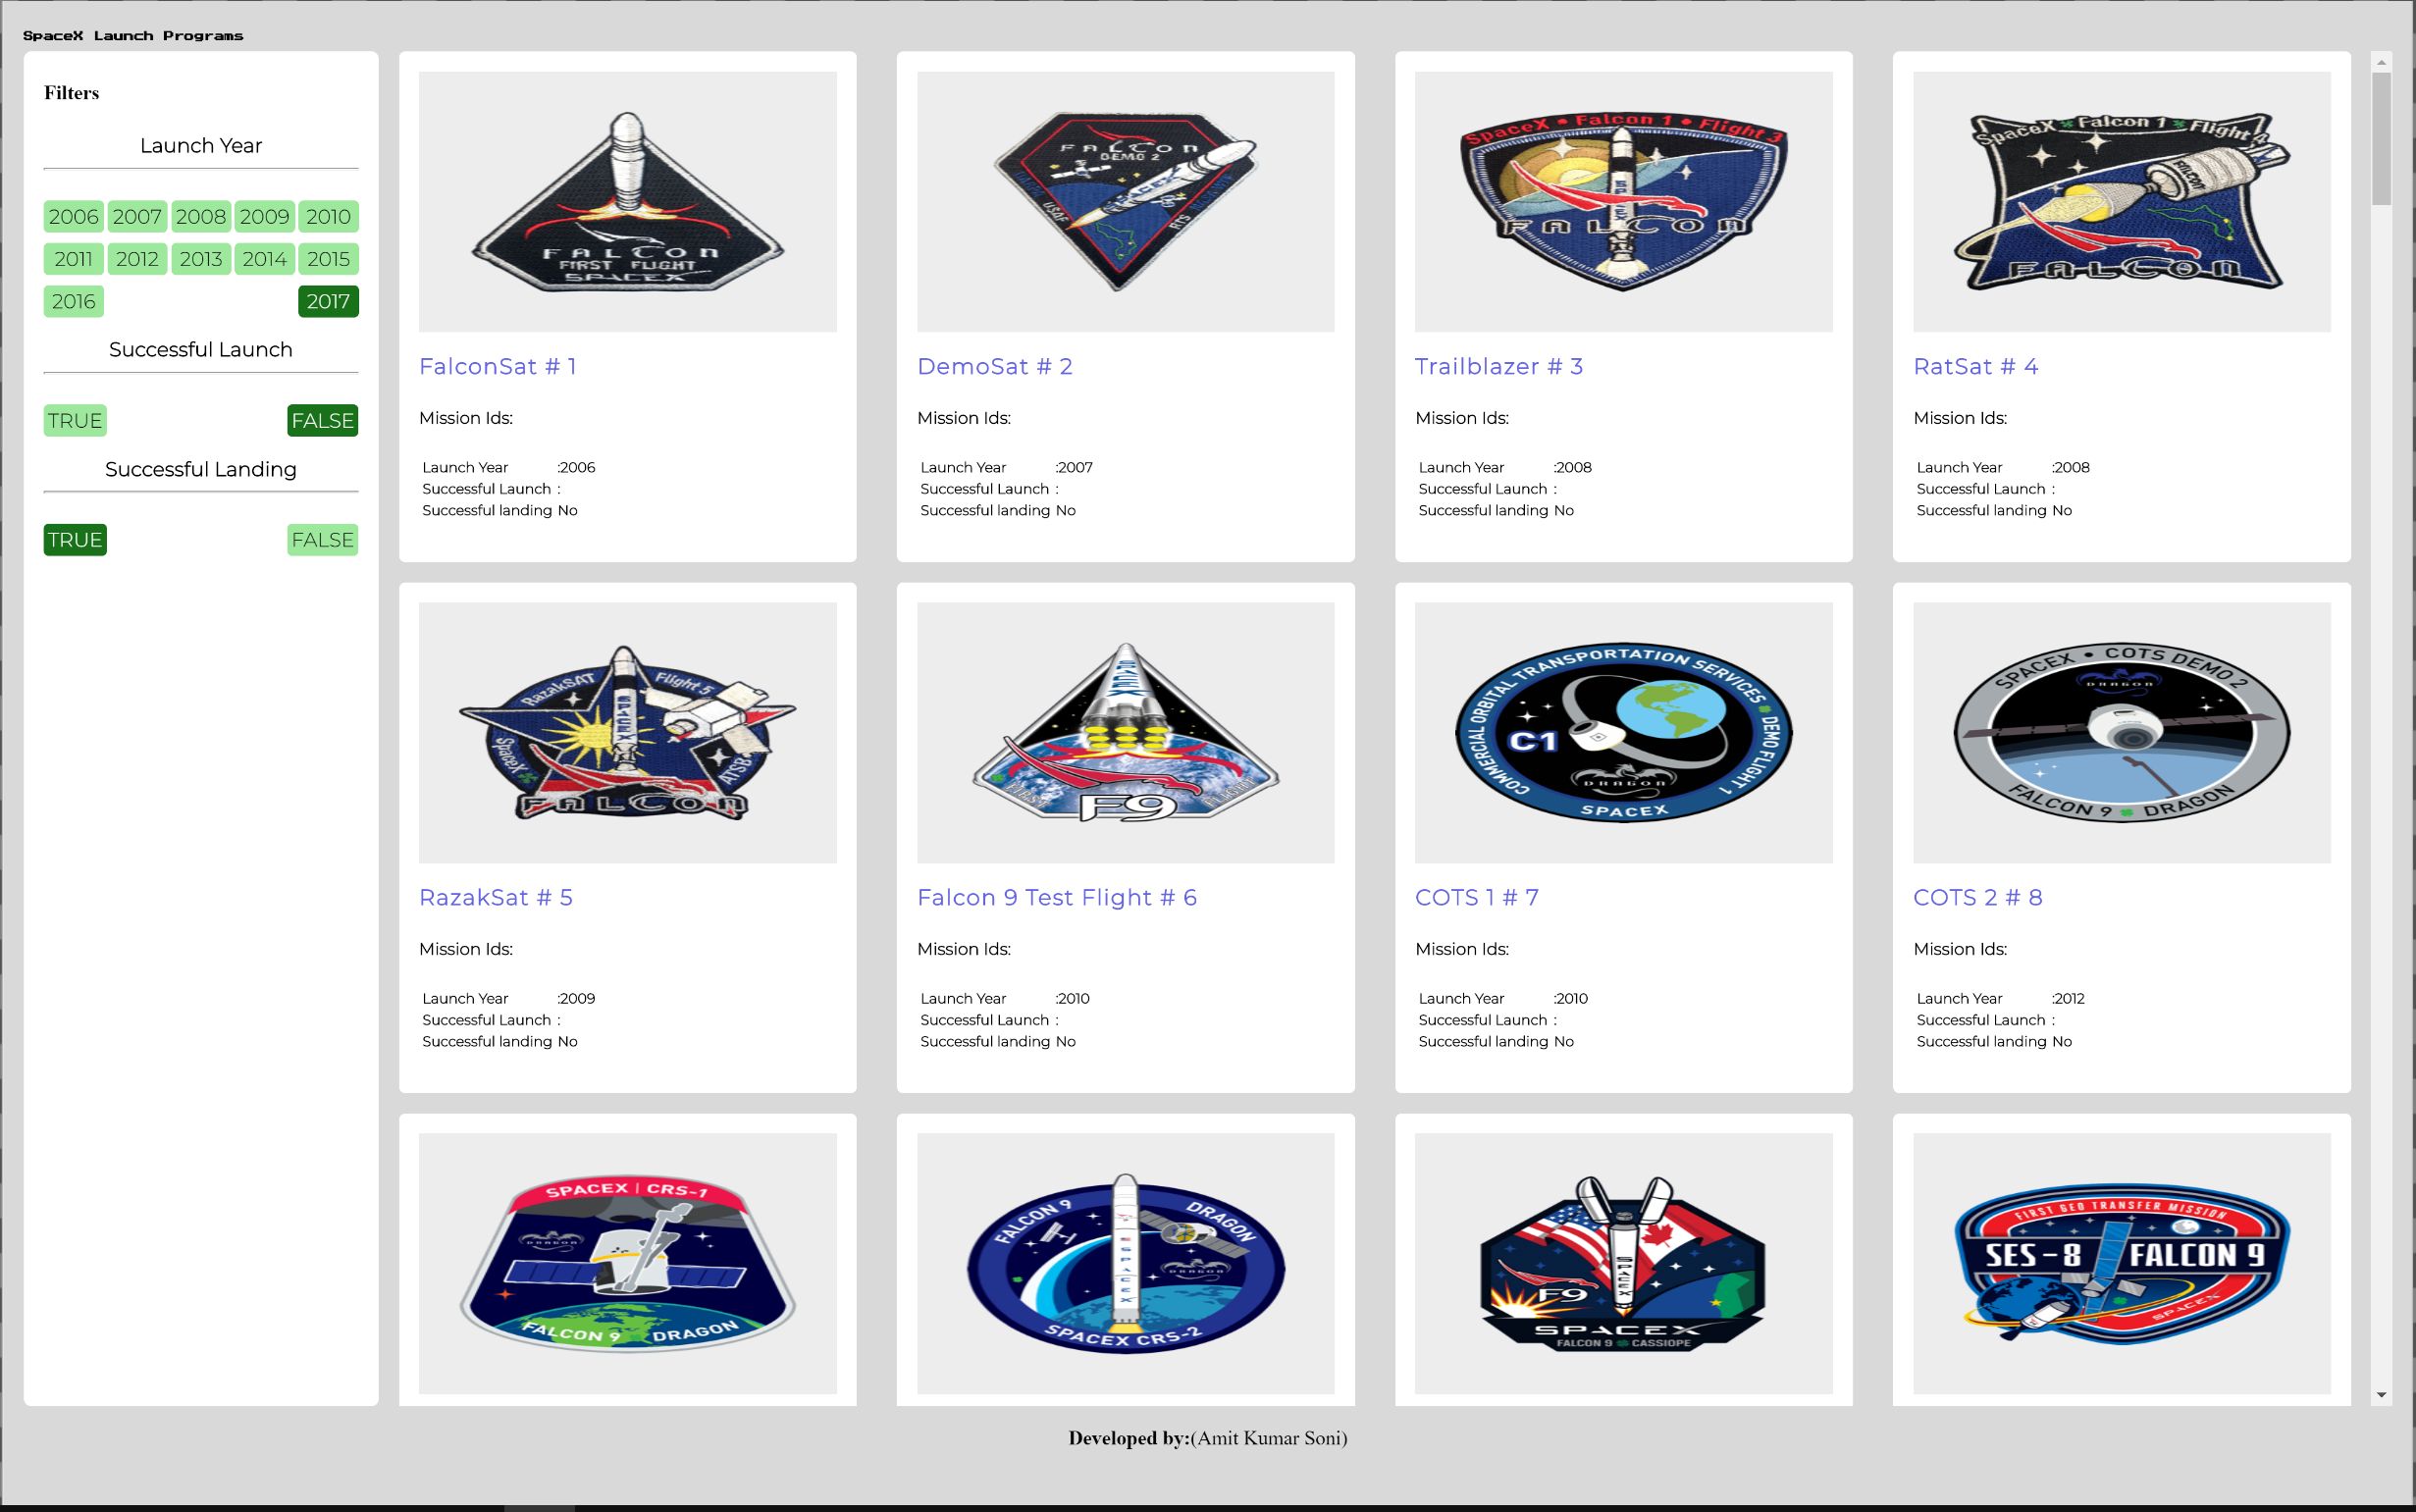 SpaceX Launch Programs
Filters
Launch Year
2006 2007 2008 2009 2010
2011 2012 2013 2014 2015
2016 2017
Successful Launch
TRUE FALSE
Successful Landing
TRUE FALSE
FALCON
FIRST FLIGHT
SPACEX
FalconSat # 1
Mission Ids:
Launch Year :2006
Successful Launch :
Successful landing No
FALCON
DEMO 2
SPACEX
USAF
RTS
DemoSat # 2
Mission Ids:
Launch Year :2007
Successful Launch :
Successful landing No
SpaceX • Falcon 1 • Flight 3
FALCON
Trailblazer # 3
Mission Ids:
Launch Year :2008
Successful Launch :
Successful landing No
SpaceX Falcon 1 Flight 4
FALCON
FALCON
RatSat # 4
Mission Ids:
Launch Year :2008
Successful Launch :
Successful landing No
RazakSAT Flight 5
SPACEX
SpaceX ATSB
FALCON
RazakSat # 5
Mission Ids:
Launch Year :2009
Successful Launch :
Successful landing No
SPACEX
FIRST FLIGHT
F9
Falcon 9 Test Flight # 6
Mission Ids:
Launch Year :2010
Successful Launch :
Successful landing No
COMMERCIAL ORBITAL TRANSPORTATION SERVICES DEMO FLIGHT 1
C1
DRAGON
SPACEX
COTS 1 # 7
Mission Ids:
Launch Year :2010
Successful Launch :
Successful landing No
SPACEX • COTS DEMO 2
DRAGON
FALCON 9 DRAGON
COTS 2 # 8
Mission Ids:
Launch Year :2012
Successful Launch :
Successful landing No
SPACEX | CRS-1
DRAGON
FALCON 9 DRAGON
FALCON 9 DRAGON
SPACEX
DRAGON
SPACEX CRS-2
SPACEX
F9
SPACEX
FALCON 9 CASSIOPE
FIRST GEO TRANSFER MISSION
SES-8 FALCON 9
SPACEX
Developed by:(Amit Kumar Soni)